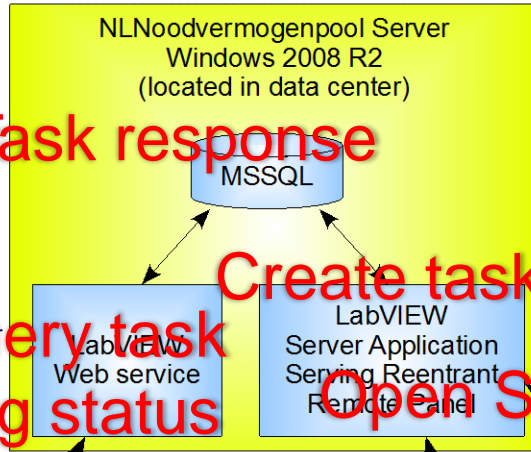 NLNoodvermogenpool Server
Windows 2008 R2
(located in data center)
Task response
MSSQL
Create task
LabVIEW
Web service
LabVIEW
Server Application
Serving Reentrant
Remote Panel
task
status
Open